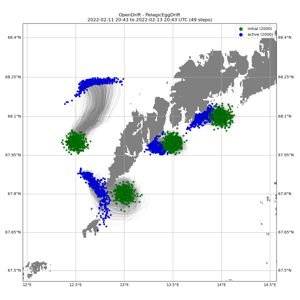 OpenDrift - PelagicEggDrift
2022-02-11 20:43 to 2022-02-13 20:43 UTC (49 steps)
initial (2000)
active (2000)
68.4°N
68.4°N
68.25°N
68.25°N
68.1°N
68.1°N
67.95°N
67.95°N
67.8°N
67.8°N
67.65°N
67.65°N
67.5°N
67.5°N
12°E
12.5°E
13°E
13.5°E
14°E
14.5°E